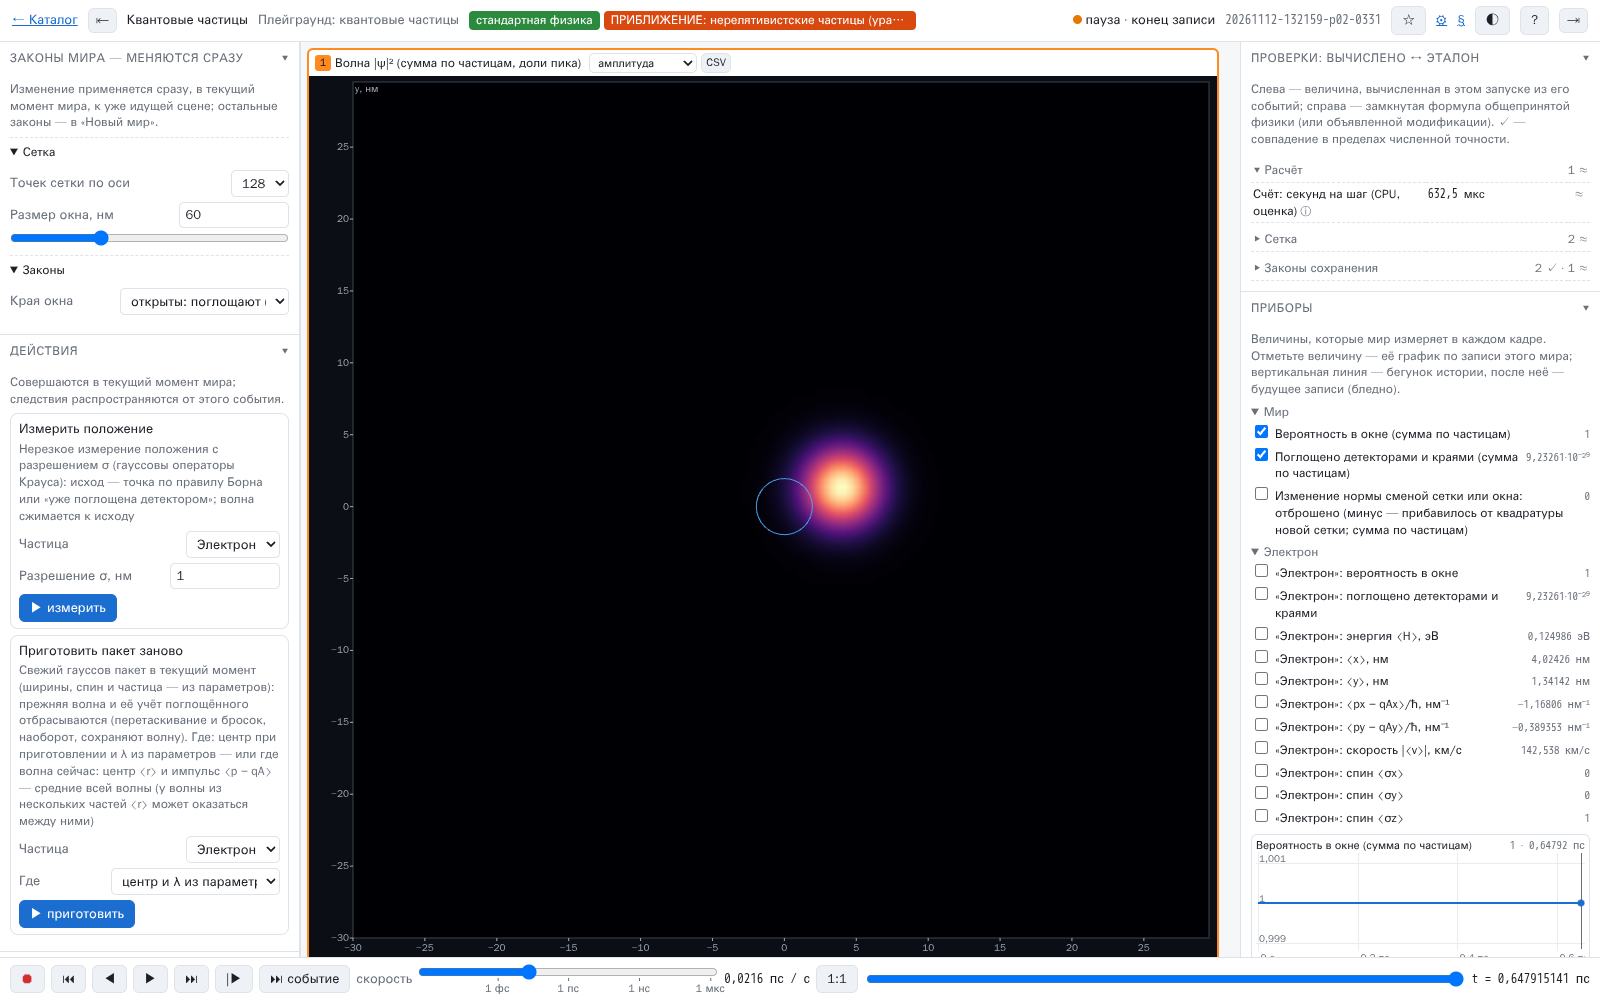 ← Каталог ⇤ Квантовые частицы Плейграунд: квантовые частицы стандартная физика ПРИБЛИЖЕНИЕ: нерелятивистские частицы (ура··· пауза · конец записи 20261112-132159-p02-0331 ☆ ⚙ § ◐ ? ⇥
ЗАКОНЫ МИРА — МЕНЯЮТСЯ СРАЗУ
Изменение применяется сразу, в текущий
момент мира, к уже идущей сцене; остальные
законы — в «Новый мир».
▼ Сетка
Точек сетки по оси 128
Размер окна, нм 60
▼ Законы
Края окна открыты: поглощают (
ДЕЙСТВИЯ
Совершаются в текущий момент мира;
следствия распространяются от этого события.
Измерить положение
Нерезкое измерение положения с
разрешением σ (гауссовы операторы
Крауса): исход — точка по правилу Борна
или «уже поглощена детектором»; волна
сжимается к исходу
Частица Электрон
Разрешение σ, нм 1
▶ измерить
Приготовить пакет заново
Свежий гауссов пакет в текущий момент
(ширины, спин и частица — из параметров):
прежняя волна и её учёт поглощённого
отбрасываются (перетаскивание и бросок,
наоборот, сохраняют волну). Где: центр при
приготовлении и λ из параметров — или где
волна сейчас: центр ⟨r⟩ и импульс ⟨p − qA⟩
— средние всей волны (у волны из
нескольких частей ⟨r⟩ может оказаться
между ними)
Частица Электрон
Где центр и λ из параметр
▶ приготовить
1 Волна |ψ|² (сумма по частицам, доли пика) амплитуда CSV
y, нм
25
20
15
10
5
0
−5
−10
−15
−20
−25
−30
−30 −25 −20 −15 −10 −5 0 5 10 15 20 25
ПРОВЕРКИ: ВЫЧИСЛЕНО ↔ ЭТАЛОН
Слева — величина, вычисленная в этом запуске из его
событий; справа — замкнутая формула общепринятой
физики (или объявленной модификации). ✓ —
совпадение в пределах численной точности.
▾ Расчёт 1 ≈
Счёт: секунд на шаг (CPU, 632,5 мкс ≈
оценка) ⓘ
▸ Сетка 2 ≈
▸ Законы сохранения 2 ✓ · 1 ≈
ПРИБОРЫ
Величины, которые мир измеряет в каждом кадре.
Отметьте величину — её график по записи этого мира;
вертикальная линия — бегунок истории, после неё —
будущее записи (бледно).
▼ Мир
Вероятность в окне (сумма по частицам) 1
Поглощено детекторами и краями (сумма 9,23261·10⁻²⁹
по частицам)
Изменение нормы сменой сетки или окна: 0
отброшено (минус — прибавилось от квадратуры
новой сетки; сумма по частицам)
▼ Электрон
«Электрон»: вероятность в окне 1
«Электрон»: поглощено детекторами и 9,23261·10⁻²⁹
краями
«Электрон»: энергия ⟨H⟩, эВ 0,124986 эВ
«Электрон»: ⟨x⟩, нм 4,02426 нм
«Электрон»: ⟨y⟩, нм 1,34142 нм
«Электрон»: ⟨px − qAx⟩/ħ, нм⁻¹ −1,16806 нм⁻¹
«Электрон»: ⟨py − qAy⟩/ħ, нм⁻¹ −0,389353 нм⁻¹
«Электрон»: скорость |⟨v⟩|, км/с 142,538 км/с
«Электрон»: спин ⟨σx⟩ 0
«Электрон»: спин ⟨σy⟩ 0
«Электрон»: спин ⟨σz⟩ 1
Вероятность в окне (сумма по частицам) 1 · 0,64792 пс
1,001
1
0,999
⏺ ⏮ ◀ ▶ ⏭ |▶ ⏭ событие скорость 1 фс 1 пс 1 нс 1 мкс 0,0216 пс / с 1:1 t = 0,647915141 пс